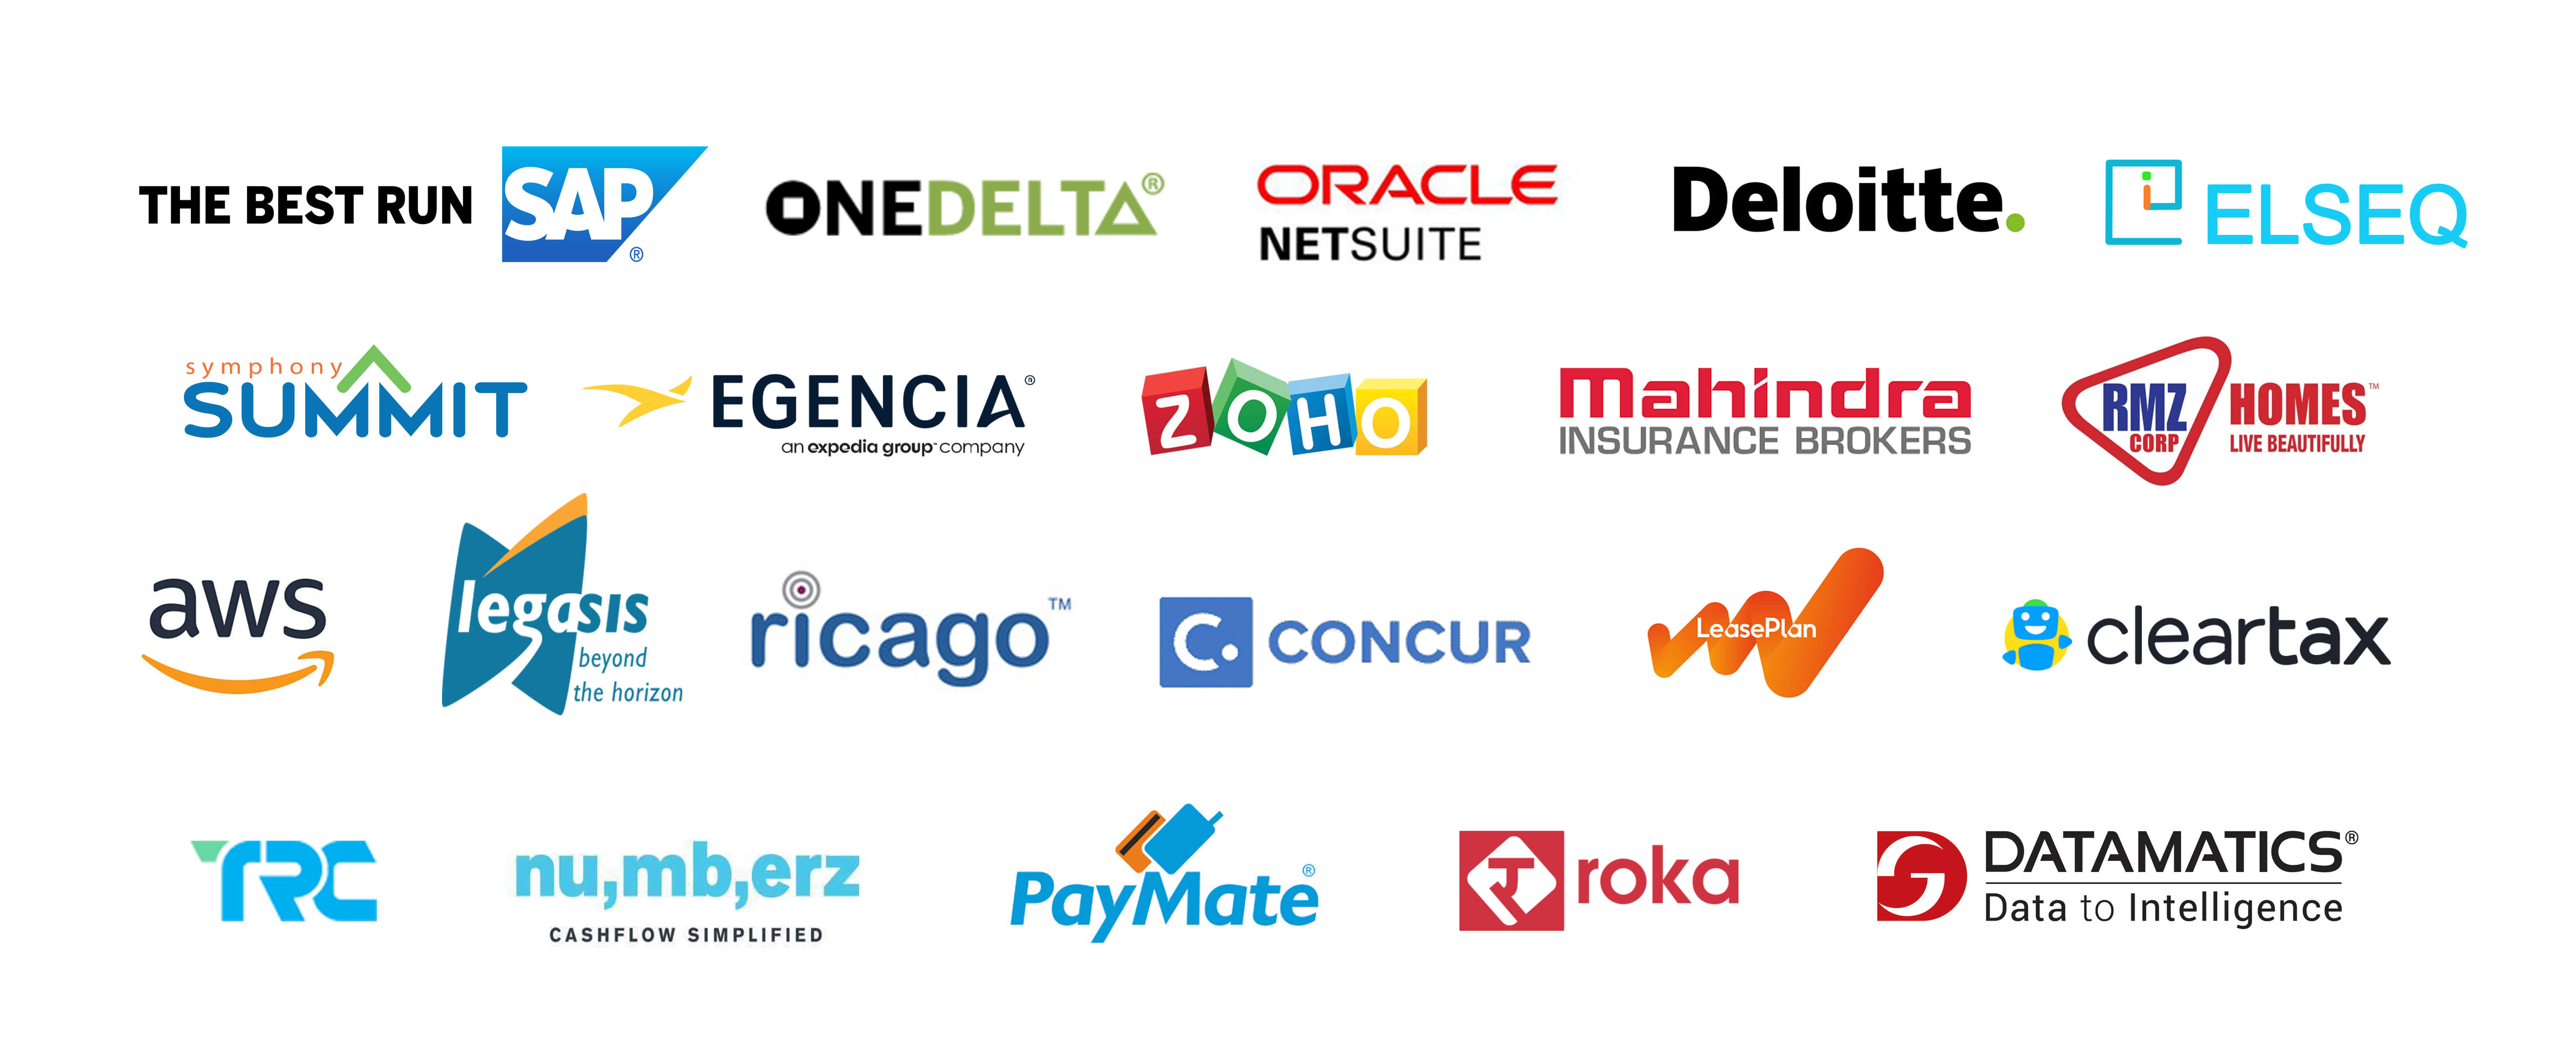 THE BEST RUN SAP®
ONEDELTA®
ORACLE
NETSUITE
Deloitte.
ELSEQ
symphony
SUMMIT
EGENCIA®
an expedia group™ company
ZOHO
Mahindra
INSURANCE BROKERS
RMZ
CORP
HOMES™
LIVE BEAUTIFULLY
aws
legasis
beyond
the horizon
ricago™
C. CONCUR
LeasePlan
cleartax
TRC
nu,mb,erz
CASHFLOW SIMPLIFIED
PayMate®
roka
DATAMATICS®
Data to Intelligence